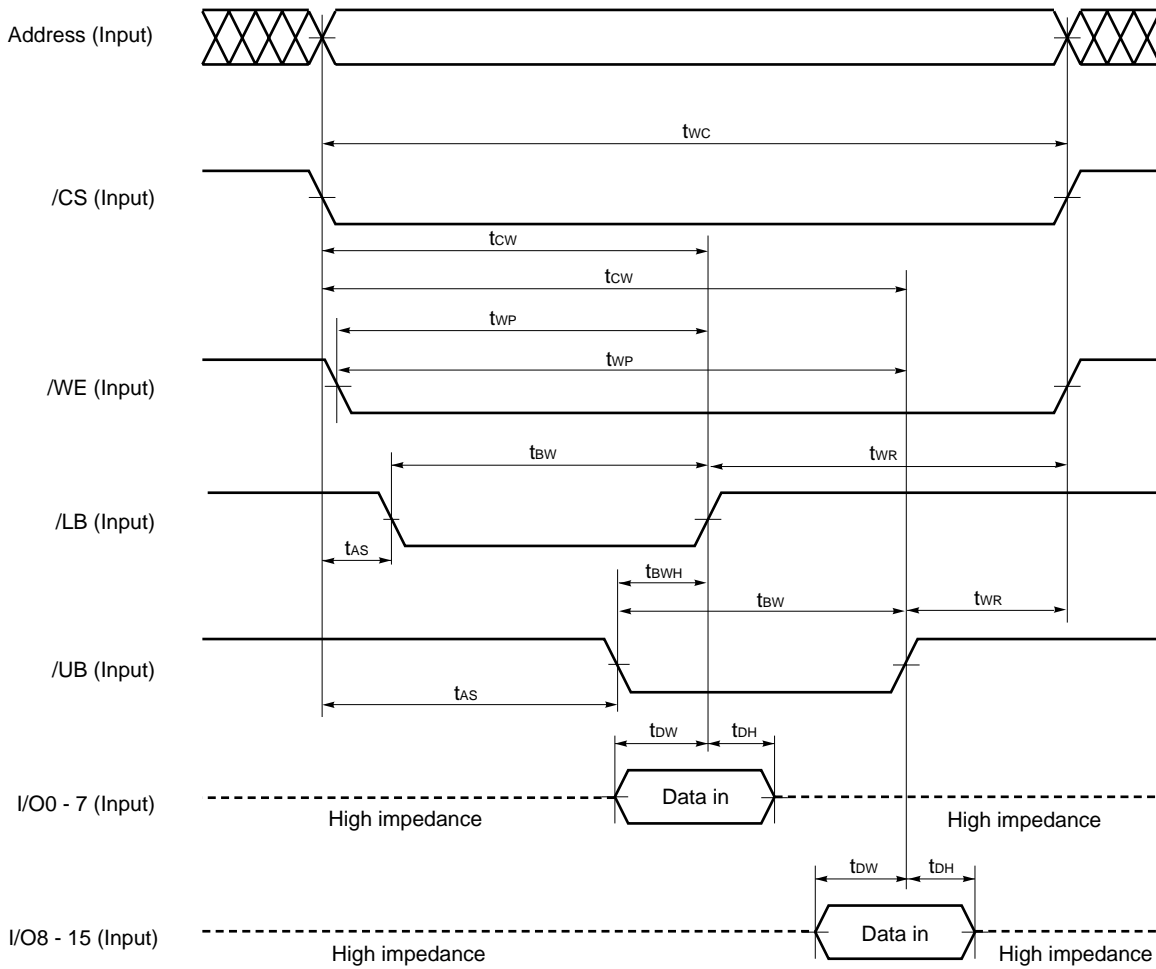 Address (Input)
tWC
/CS (Input)
tCW
tCW
tWP
/WE (Input)
tWP
tBW
tWR
/LB (Input)
tAS
tBWH
tBW
tWR
/UB (Input)
tAS
tDW
tDH
I/O0 - 7 (Input)
Data in
High impedance
High impedance
tDW
tDH
I/O8 - 15 (Input)
Data in
High impedance
High impedance